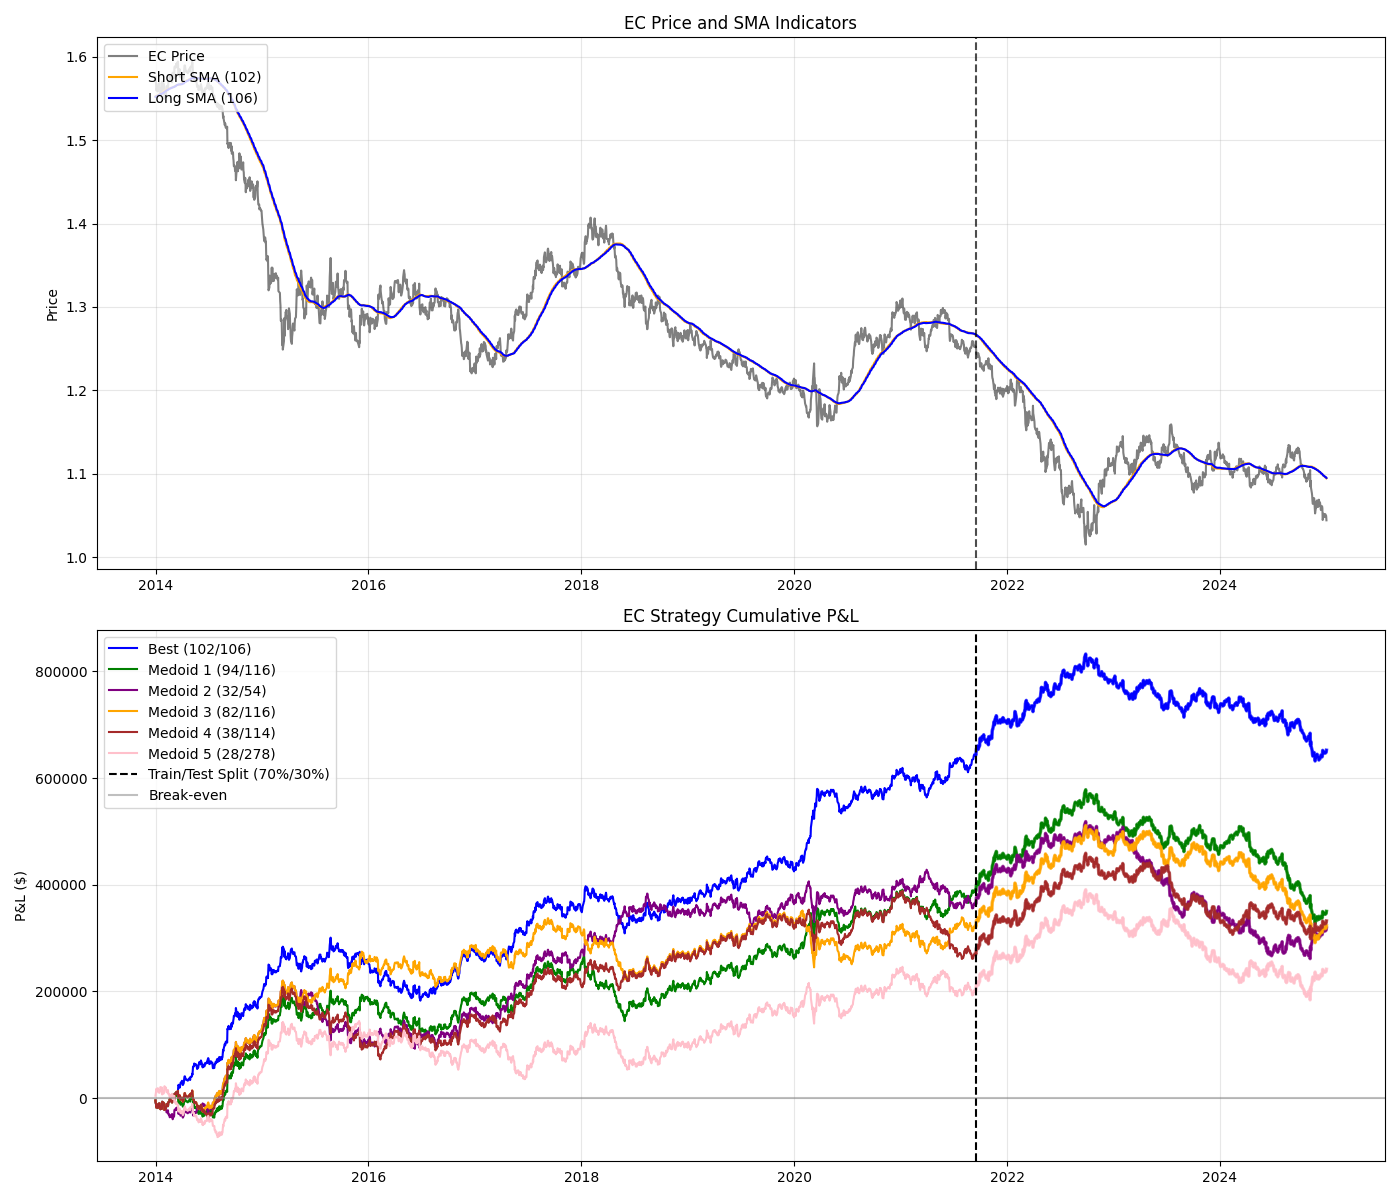 EC Price and SMA Indicators
EC Price
Short SMA (102)
Long SMA (106)
Price
1.6
1.5
1.4
1.3
1.2
1.1
1.0
2014 2016 2018 2020 2022 2024
EC Strategy Cumulative P&L
Best (102/106)
Medoid 1 (94/116)
Medoid 2 (32/54)
Medoid 3 (82/116)
Medoid 4 (38/114)
Medoid 5 (28/278)
Train/Test Split (70%/30%)
Break-even
P&L ($)
800000
600000
400000
200000
0
2014 2016 2018 2020 2022 2024